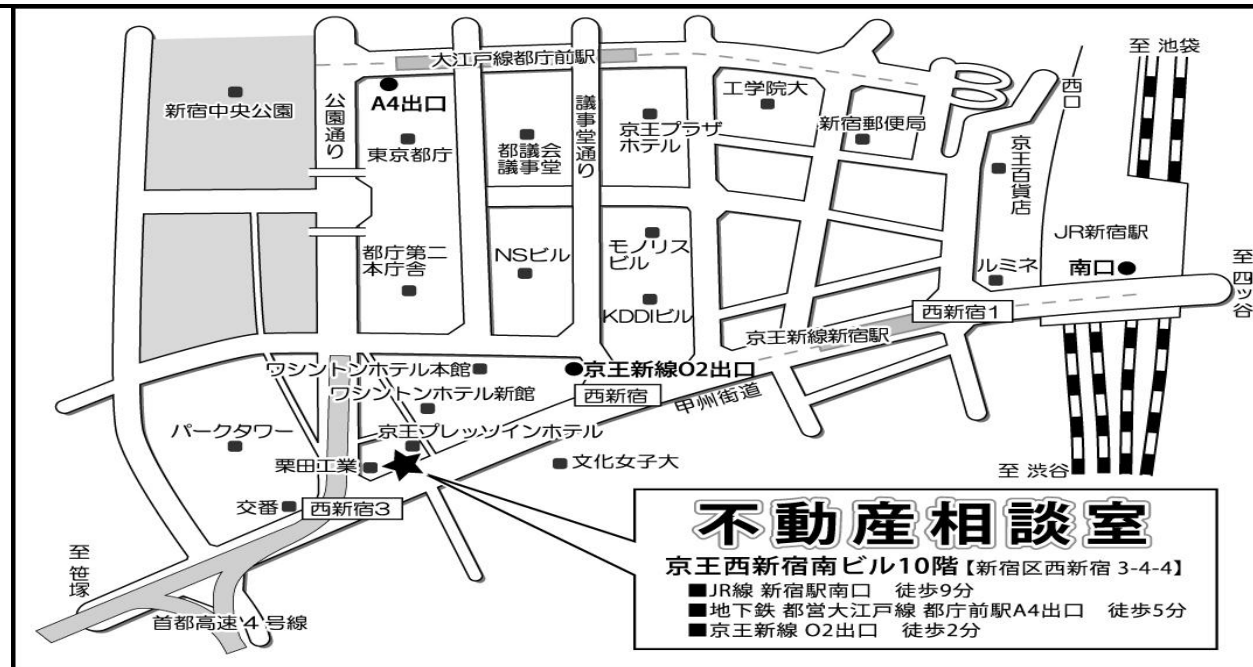 大江戸線都庁前駅
至 池袋
新宿中央公園
公園通り
A4出口
東京都庁
都議会
議事堂
議事堂通り
京王プラザ
ホテル
工学院大
新宿郵便局
西口
京王百貨店
JR新宿駅
都庁第二
本庁舎
NSビル
モノリス
ビル
KDDIビル
ルミネ
南口
至 四ッ谷
西新宿1
京王新線新宿駅
ワシントンホテル本館
京王新線O2出口
ワシントンホテル新館
西新宿
甲州街道
パークタワー
京王プレッソインホテル
栗田工業
文化女子大
至 渋谷
交番
西新宿3
至 笹塚
首都高速4号線
不動産相談室
京王西新宿南ビル10階【新宿区西新宿 3-4-4】
■JR線 新宿駅南口 徒歩9分
■地下鉄 都営大江戸線 都庁前駅A4出口 徒歩5分
■京王新線 O2出口 徒歩2分